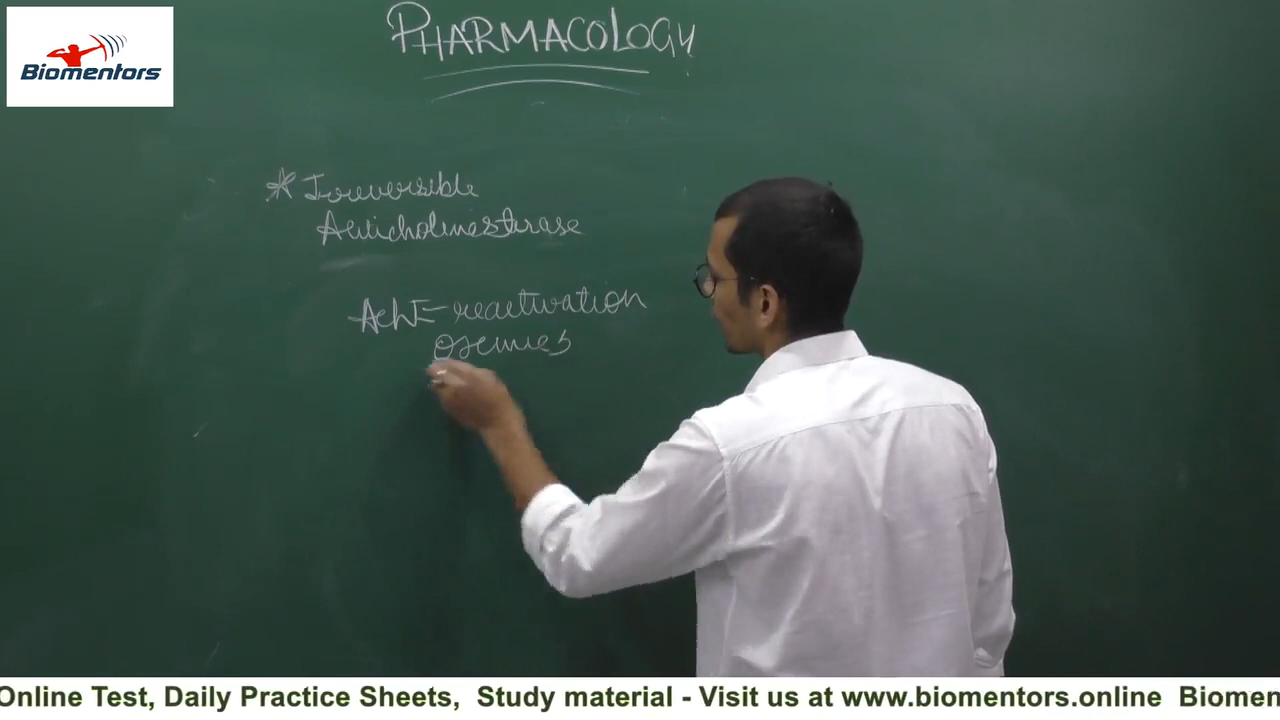 Biomentors
PHARMACOLOGY
* Irreversible
Anticholinesterase
AchE-reactivation
Oximes
Online Test, Daily Practice Sheets, Study material - Visit us at www.biomentors.online Biomen